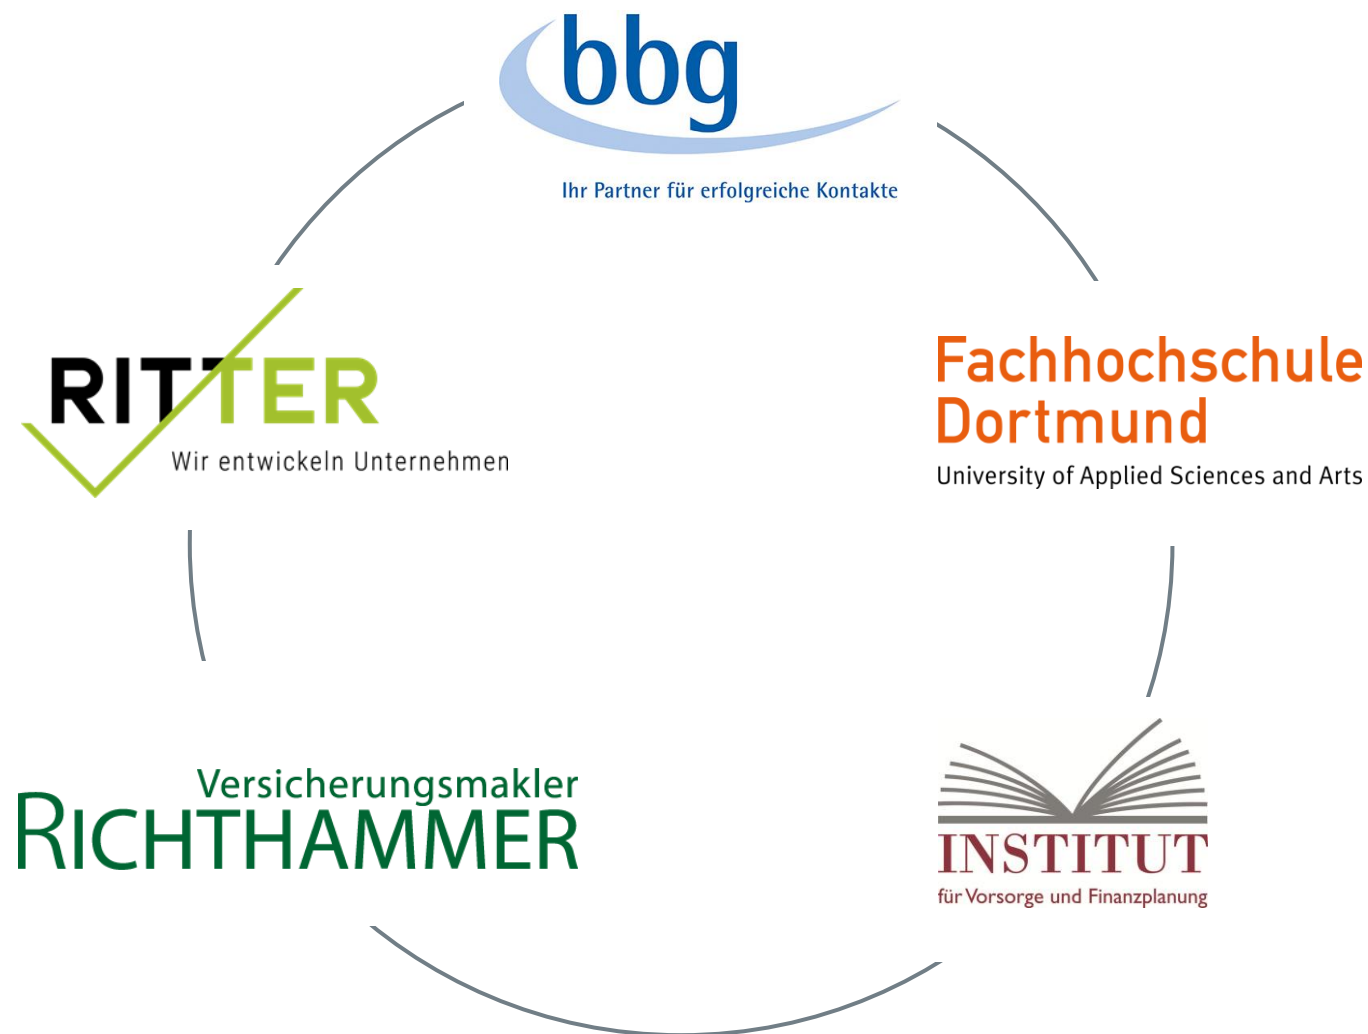 bbg
Ihr Partner für erfolgreiche Kontakte
RITTER
Wir entwickeln Unternehmen
Fachhochschule
Dortmund
University of Applied Sciences and Arts
Versicherungsmakler
RICHTHAMMER
INSTITUT
für Vorsorge und Finanzplanung